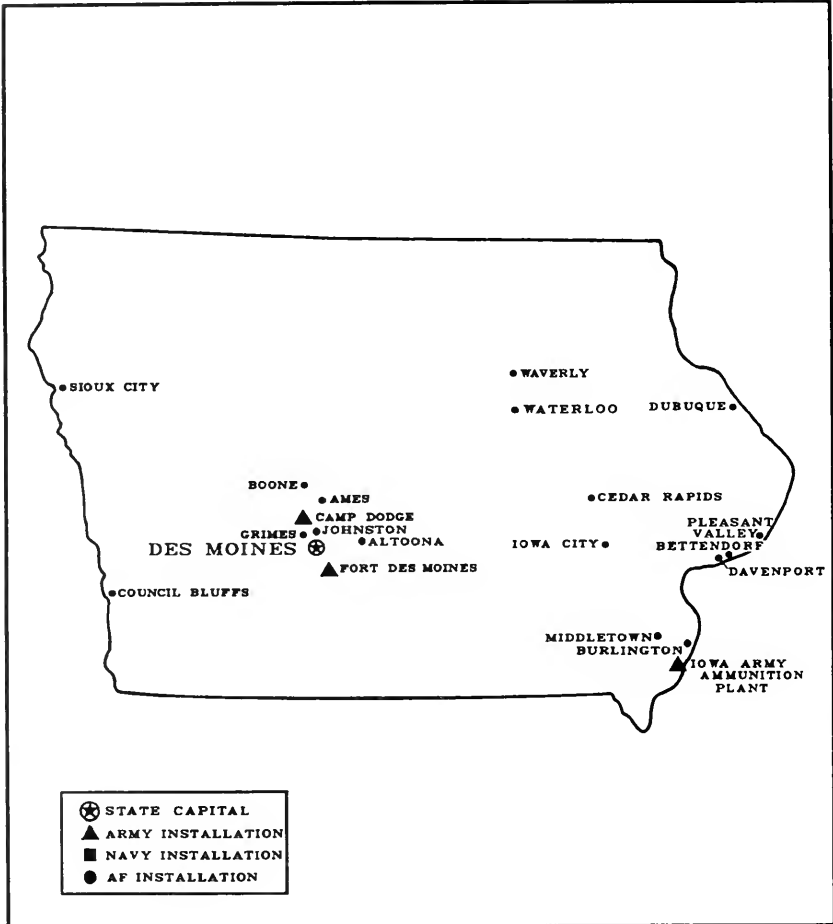 WAVERLY
SIOUX CITY
WATERLOO
DUBUQUE
BOONE
AMES
CEDAR RAPIDS
CAMP DODGE
PLEASANT
VALLEY
JOHNSTON
GRIMES
ALTOONA
IOWA CITY
BETTENDORF
DES MOINES
FORT DES MOINES
DAVENPORT
COUNCIL BLUFFS
MIDDLETOWN
BURLINGTON
IOWA ARMY
AMMUNITION
PLANT
STATE CAPITAL
ARMY INSTALLATION
NAVY INSTALLATION
AF INSTALLATION